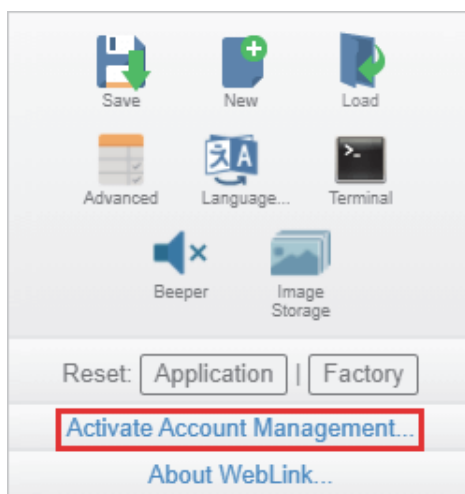 Save New Load
Advanced Language... Terminal
Beeper Image
Storage
Reset: Application | Factory
Activate Account Management...
About WebLink...